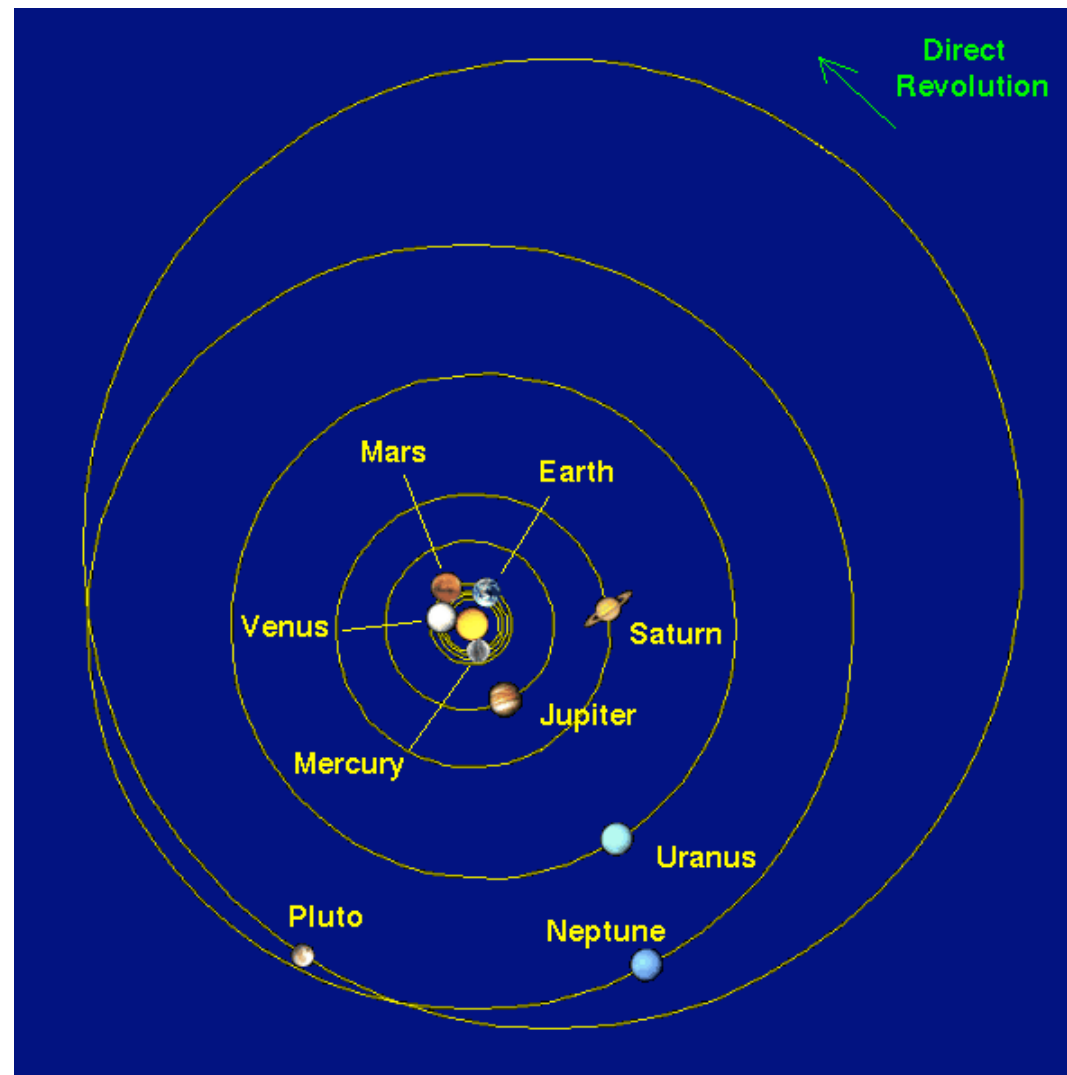 Direct
Revolution
Mars
Earth
Venus
Saturn
Jupiter
Mercury
Uranus
Pluto
Neptune